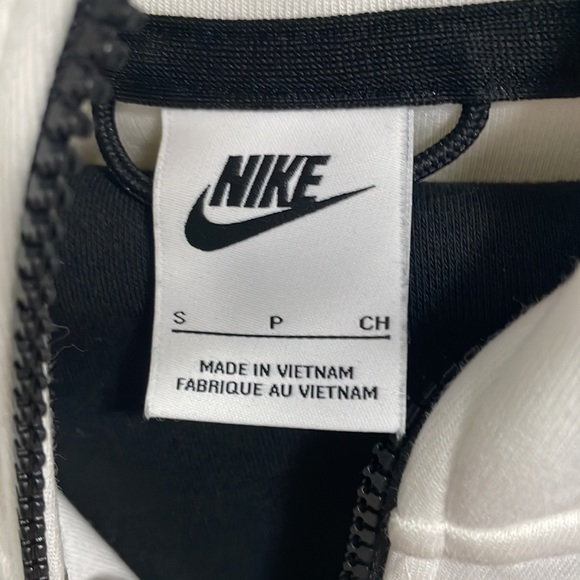 NIKE
S P CH
MADE IN VIETNAM
FABRIQUE AU VIETNAM